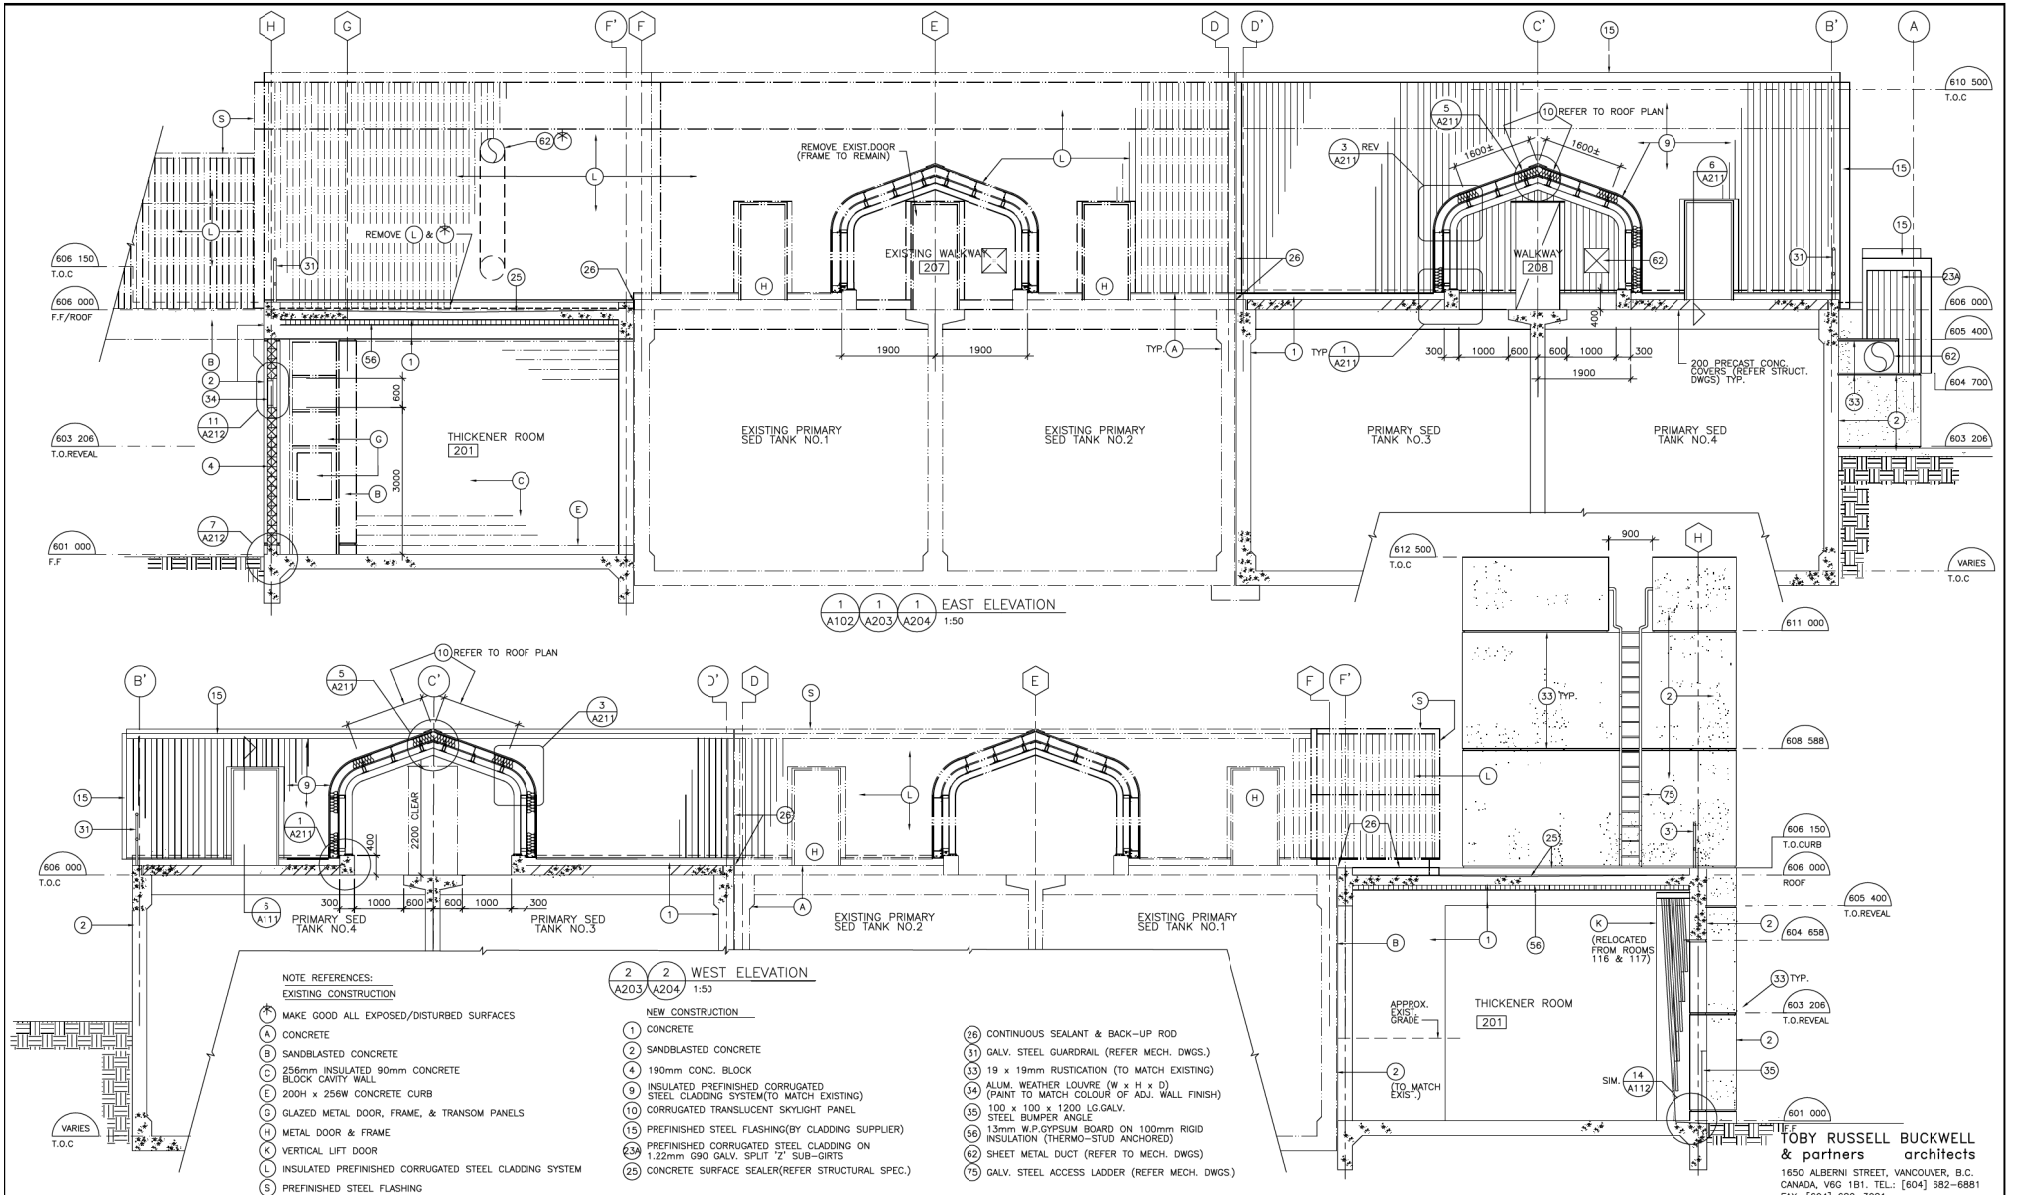 H
G
F'
F
E
D
D'
C'
B'
A
15
610 500
T.O.C
S
62
*
L
REMOVE EXIST.DOOR
(FRAME TO REMAIN)
L
5
A211
10 REFER TO ROOF PLAN
3
A211
REV
1600±
1600±
9
6
A211
15
15
L
REMOVE L & *
606 150
T.O.C
31
25
26
H
EXISTING WALKWAY
207
H
26
WALKWAY
208
62
31
23A
606 000
F.F/ROOF
606 000
605 400
62
604 700
B
2
34
56
1
1900
1900
TYP. A
1
TYP
1
A211
300
1000
600
600
1000
300
400
1900
200 PRECAST CONC.
COVERS (REFER STRUCT.
DWGS) TYP.
33
2
11
A212
600
3000
G
THICKENER ROOM
201
603 206
T.O.REVEAL
4
B
C
E
EXISTING PRIMARY
SED TANK NO.1
EXISTING PRIMARY
SED TANK NO.2
PRIMARY SED
TANK NO.3
PRIMARY SED
TANK NO.4
603 206
7
A212
601 000
F.F
VARIES
T.O.C
1
A102
1
A203
1
A204
EAST ELEVATION
1:50
612 500
T.O.C
900
H
611 000
B'
15
5
A211
10 REFER TO ROOF PLAN
C'
3
A211
D
S
E
F
F'
S
33 TYP.
2
608 588
L
L
75
15
31
9
1
A211
400
2200 CLEAR
26
H
H
26
25
606 150
T.O.CURB
606 000
T.O.C
606 000
ROOF
605 400
T.O.REVEAL
300
1000
600
600
1000
300
PRIMARY SED
TANK NO.4
PRIMARY SED
TANK NO.3
1
A
EXISTING PRIMARY
SED TANK NO.2
EXISTING PRIMARY
SED TANK NO.1
2
B
1
56
K
(RELOCATED
FROM ROOMS
116 & 117)
2
604 658
33 TYP.
603 206
T.O.REVEAL
APPROX.
EXIST.
GRADE
THICKENER ROOM
201
2
2
(TO MATCH
EXIST.)
SIM.
14
A112
35
601 000
F.F
VARIES
T.O.C
2
A203
2
A204
WEST ELEVATION
NOTE REFERENCES:
EXISTING CONSTRUCTION
* MAKE GOOD ALL EXPOSED/DISTURBED SURFACES
A CONCRETE
B SANDBLASTED CONCRETE
C 256mm INSULATED 90mm CONCRETE
BLOCK CAVITY WALL
E 200H x 256W CONCRETE CURB
G GLAZED METAL DOOR, FRAME, & TRANSOM PANELS
H METAL DOOR & FRAME
K VERTICAL LIFT DOOR
L INSULATED PREFINISHED CORRUGATED STEEL CLADDING SYSTEM
S PREFINISHED STEEL FLASHING
NEW CONSTRUCTION
1 CONCRETE
2 SANDBLASTED CONCRETE
4 190mm CONC. BLOCK
9 INSULATED PREFINISHED CORRUGATED
STEEL CLADDING SYSTEM(TO MATCH EXISTING)
10 CORRUGATED TRANSLUCENT SKYLIGHT PANEL
15 PREFINISHED STEEL FLASHING(BY CLADDING SUPPLIER)
23A PREFINISHED CORRUGATED STEEL CLADDING ON
1.22mm G90 GALV. SPLIT 'Z' SUB-GIRTS
25 CONCRETE SURFACE SEALER(REFER STRUCTURAL SPEC.)
26 CONTINUOUS SEALANT & BACK-UP ROD
31 GALV. STEEL GUARDRAIL (REFER MECH. DWGS.)
33 19 x 19mm RUSTICATION (TO MATCH EXISTING)
34 ALUM. WEATHER LOUVRE (W x H x D)
(PAINT TO MATCH COLOUR OF ADJ. WALL FINISH)
35 100 x 100 x 1200 LG.GALV.
STEEL BUMPER ANGLE
56 13mm W.P.GYPSUM BOARD ON 100mm RIGID
INSULATION (THERMO-STUD ANCHORED)
62 SHEET METAL DUCT (REFER TO MECH. DWGS)
75 GALV. STEEL ACCESS LADDER (REFER MECH. DWGS.)
TOBY RUSSELL BUCKWELL
& partners architects
1650 ALBERNI STREET, VANCOUVER, B.C.
CANADA, V6G 1B1. TEL.: [604] 382-6881